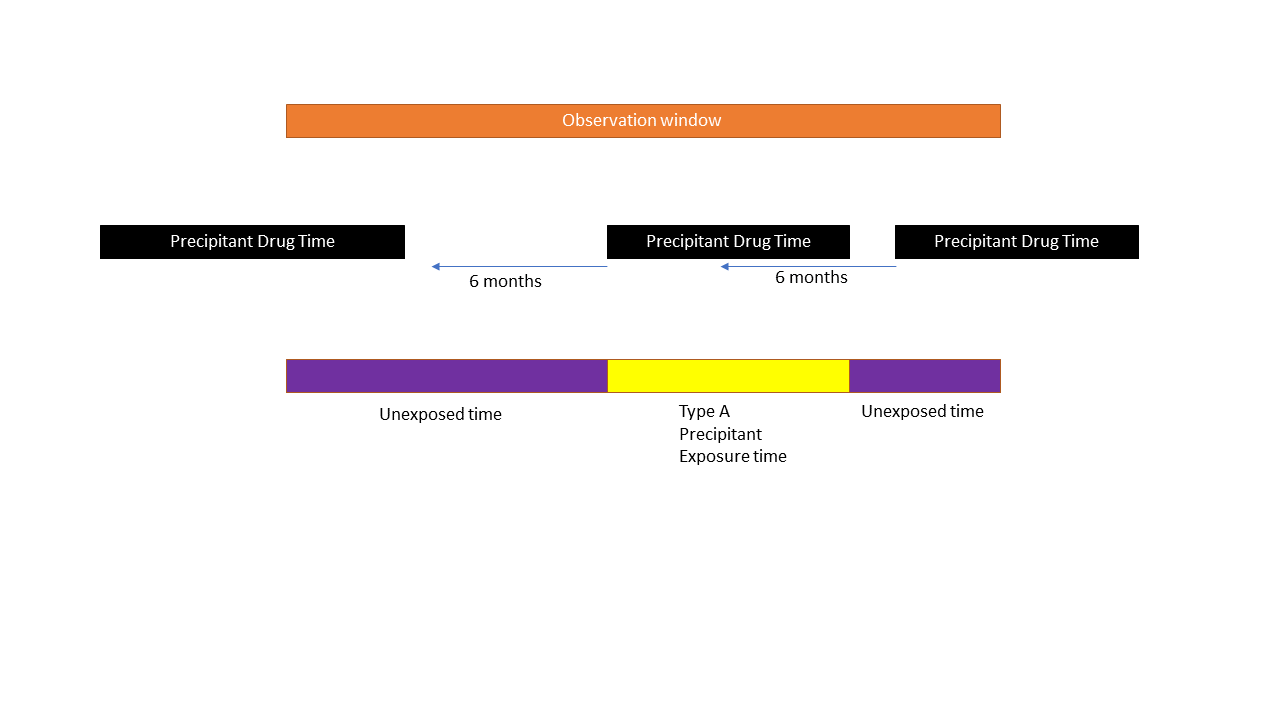 Observation window
Precipitant Drug Time
Precipitant Drug Time
Precipitant Drug Time
6 months
6 months
Unexposed time
Type A
Precipitant
Exposure time
Unexposed time